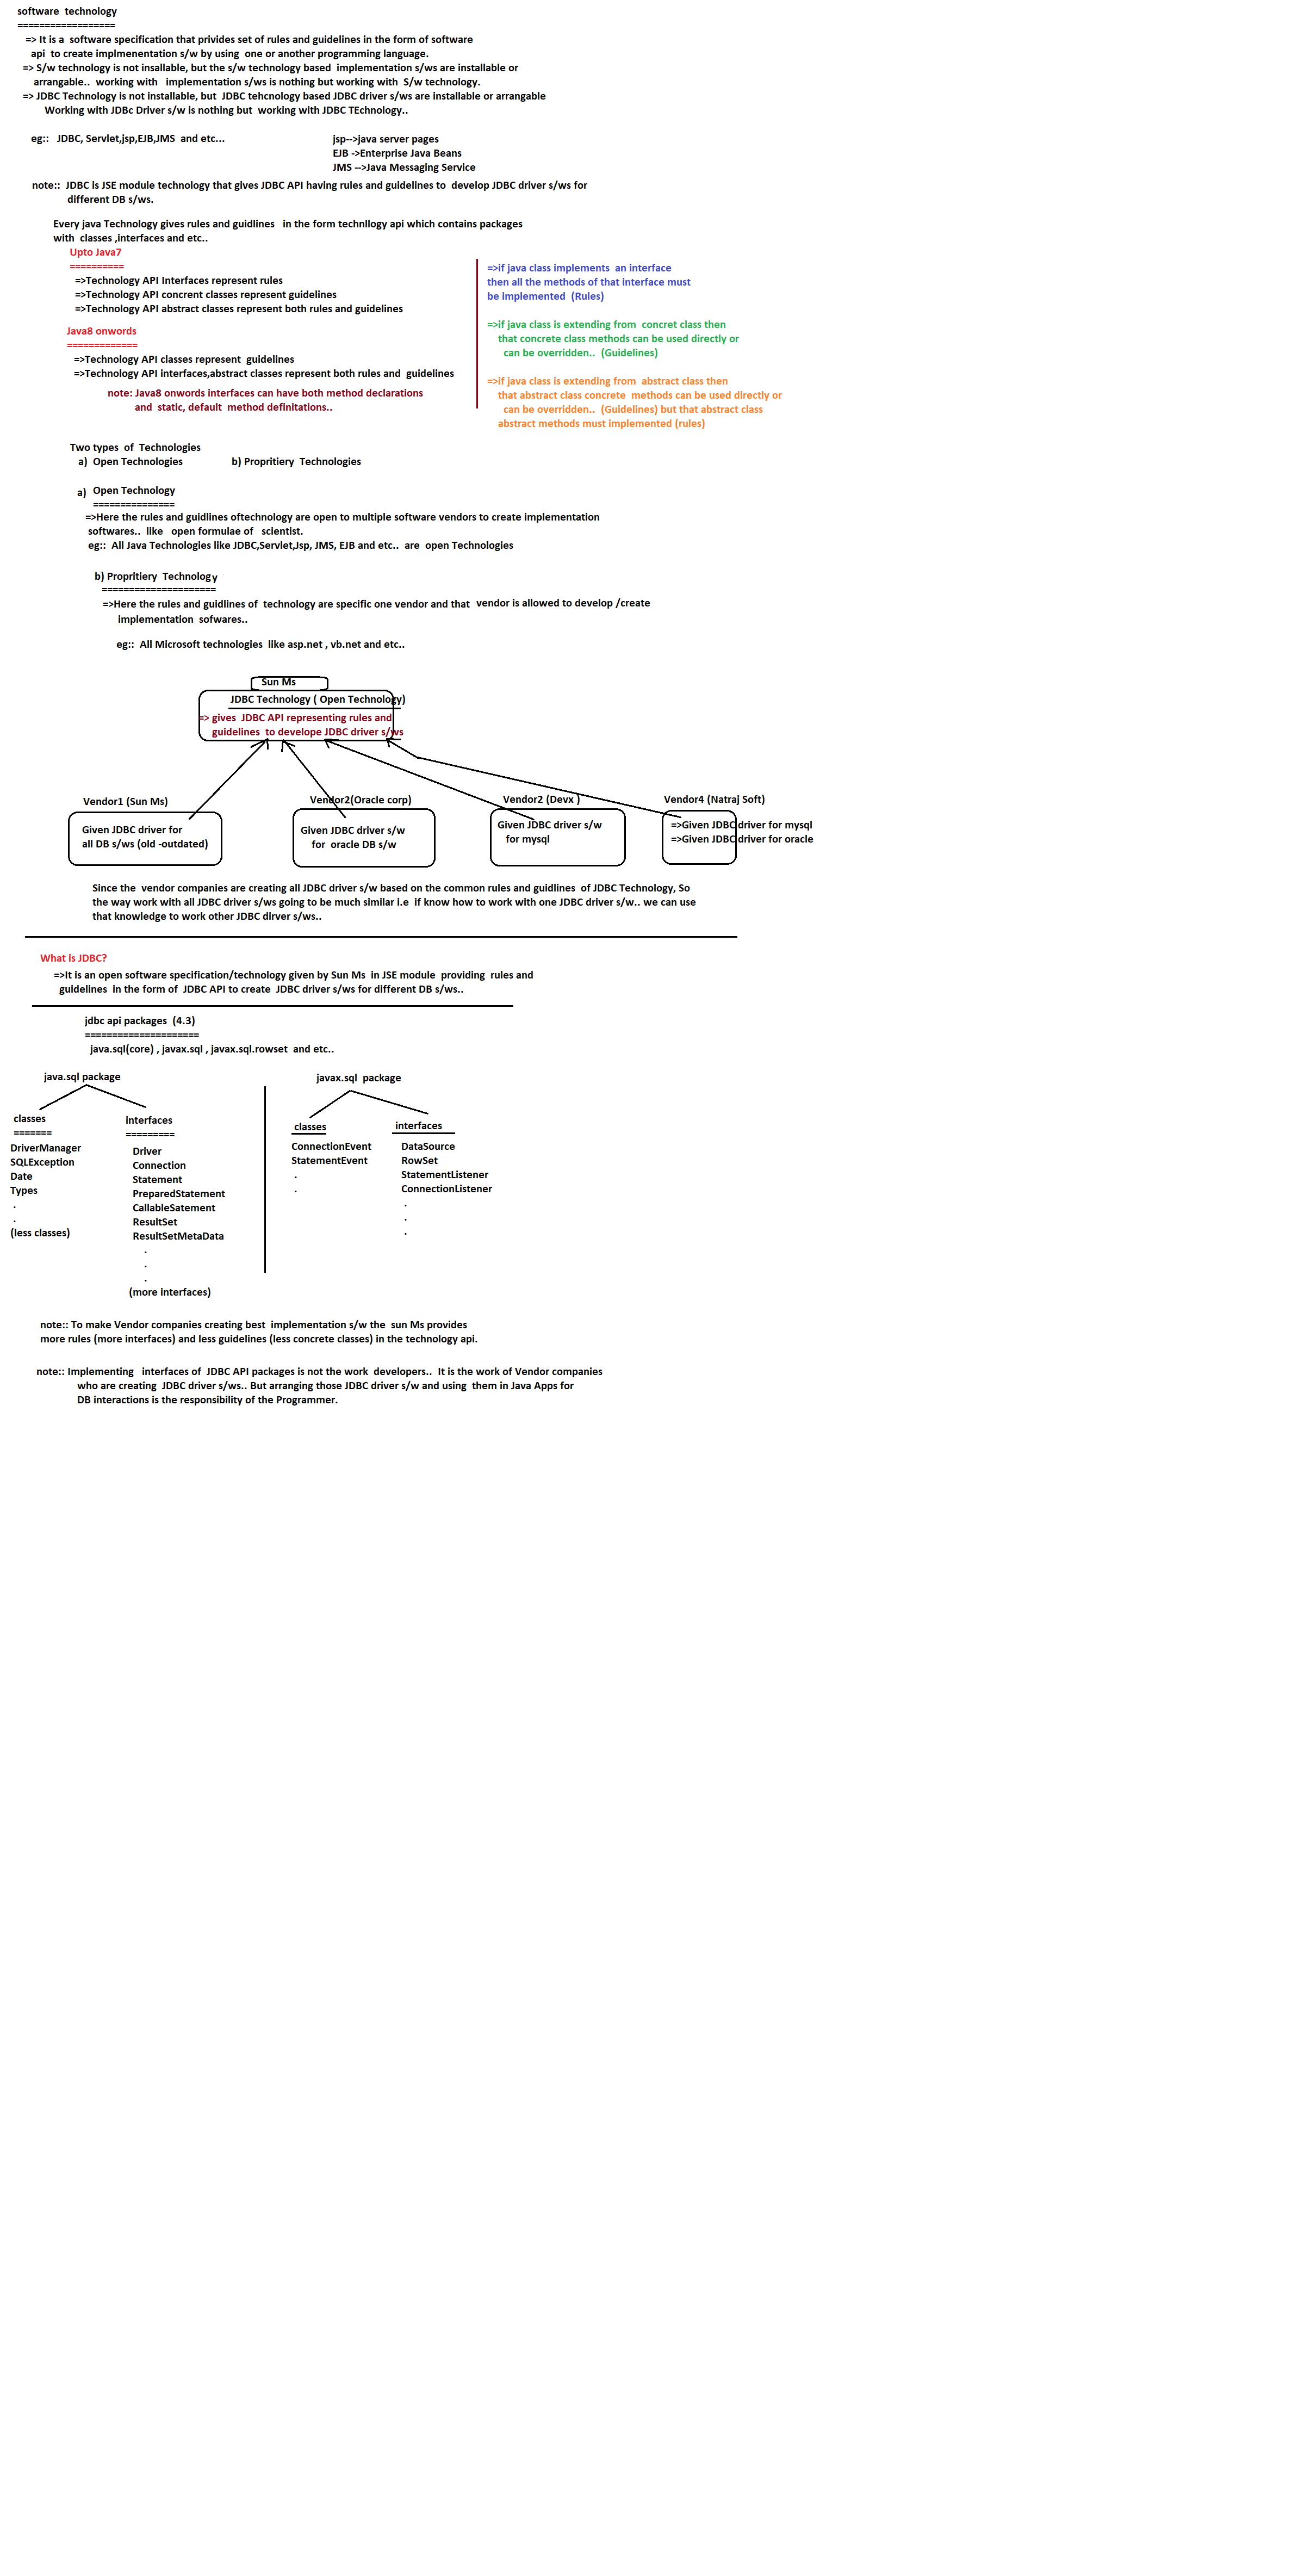 software technology
==================
=> It is a software specification that privides set of rules and guidelines in the form of software
api to create implmenentation s/w by using one or another programming language.
=> S/w technology is not insallable, but the s/w technology based implementation s/ws are installable or
arrangable.. working with implementation s/ws is nothing but working with S/w technology.
=> JDBC Technology is not installable, but JDBC tehcnology based JDBC driver s/ws are installable or arrangable
Working with JDBc Driver s/w is nothing but working with JDBC TEchnology..
eg:: JDBC, Servlet,jsp,EJB,JMS and etc...
jsp-->java server pages
EJB ->Enterprise Java Beans
JMS -->Java Messaging Service
note:: JDBC is JSE module technology that gives JDBC API having rules and guidelines to develop JDBC driver s/ws for
different DB s/ws.
Every java Technology gives rules and guidlines in the form technllogy api which contains packages
with classes ,interfaces and etc..
Upto Java7
==========
=>Technology API Interfaces represent rules
=>Technology API concrent classes represent guidelines
=>Technology API abstract classes represent both rules and guidelines
Java8 onwords
=============
=>Technology API classes represent guidelines
=>Technology API interfaces,abstract classes represent both rules and guidelines
note: Java8 onwords interfaces can have both method declarations
and static, default method definitations..
=>if java class implements an interface
then all the methods of that interface must
be implemented (Rules)
=>if java class is extending from concret class then
that concrete class methods can be used directly or
can be overridden.. (Guidelines)
=>if java class is extending from abstract class then
that abstract class concrete methods can be used directly or
can be overridden.. (Guidelines) but that abstract class
abstract methods must implemented (rules)
Two types of Technologies
a) Open Technologies b) Propritiery Technologies
a) Open Technology
===============
=>Here the rules and guidlines oftechnology are open to multiple software vendors to create implementation
softwares.. like open formulae of scientist.
eg:: All Java Technologies like JDBC,Servlet,Jsp, JMS, EJB and etc.. are open Technologies
b) Propritiery Technology
=====================
=>Here the rules and guidlines of technology are specific one vendor and that vendor is allowed to develop /create
implementation sofwares..
eg:: All Microsoft technologies like asp.net , vb.net and etc..
Sun Ms
JDBC Technology ( Open Technology)
=> gives JDBC API representing rules and
guidelines to develope JDBC driver s/ws
Vendor1 (Sun Ms)
Given JDBC driver for
all DB s/ws (old -outdated)
Vendor2(Oracle corp)
Given JDBC driver s/w
for oracle DB s/w
Vendor2 (Devx )
Given JDBC driver s/w
for mysql
Vendor4 (Natraj Soft)
=>Given JDBC driver for mysql
=>Given JDBC driver for oracle
Since the vendor companies are creating all JDBC driver s/w based on the common rules and guidlines of JDBC Technology, So
the way work with all JDBC driver s/ws going to be much similar i.e if know how to work with one JDBC driver s/w.. we can use
that knowledge to work other JDBC dirver s/ws..
What is JDBC?
=>It is an open software specification/technology given by Sun Ms in JSE module providing rules and
guidelines in the form of JDBC API to create JDBC driver s/ws for different DB s/ws..
jdbc api packages (4.3)
=====================
java.sql(core) , javax.sql , javax.sql.rowset and etc..
java.sql package
classes
=======
DriverManager
SQLException
Date
Types
.
.
(less classes)
interfaces
=========
Driver
Connection
Statement
PreparedStatement
CallableSatement
ResultSet
ResultSetMetaData
.
.
.
(more interfaces)
javax.sql package
classes
ConnectionEvent
StatementEvent
.
.
interfaces
DataSource
RowSet
StatementListener
ConnectionListener
.
.
.
note:: To make Vendor companies creating best implementation s/w the sun Ms provides
more rules (more interfaces) and less guidelines (less concrete classes) in the technology api.
note:: Implementing interfaces of JDBC API packages is not the work developers.. It is the work of Vendor companies
who are creating JDBC driver s/ws.. But arranging those JDBC driver s/w and using them in Java Apps for
DB interactions is the responsibility of the Programmer.